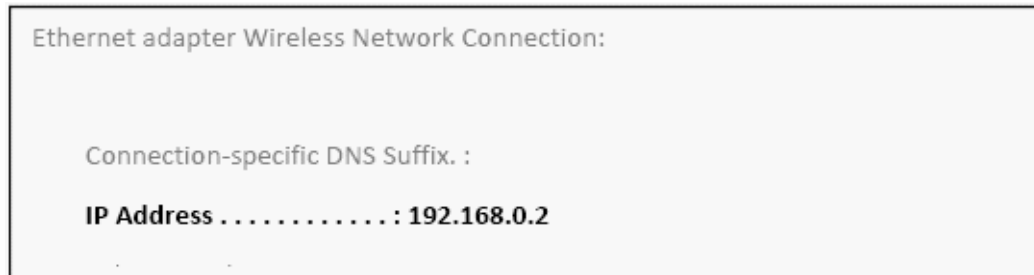 Ethernet adapter Wireless Network Connection:
Connection-specific DNS Suffix. :
IP Address . . . . . . . . . . . . : 192.168.0.2